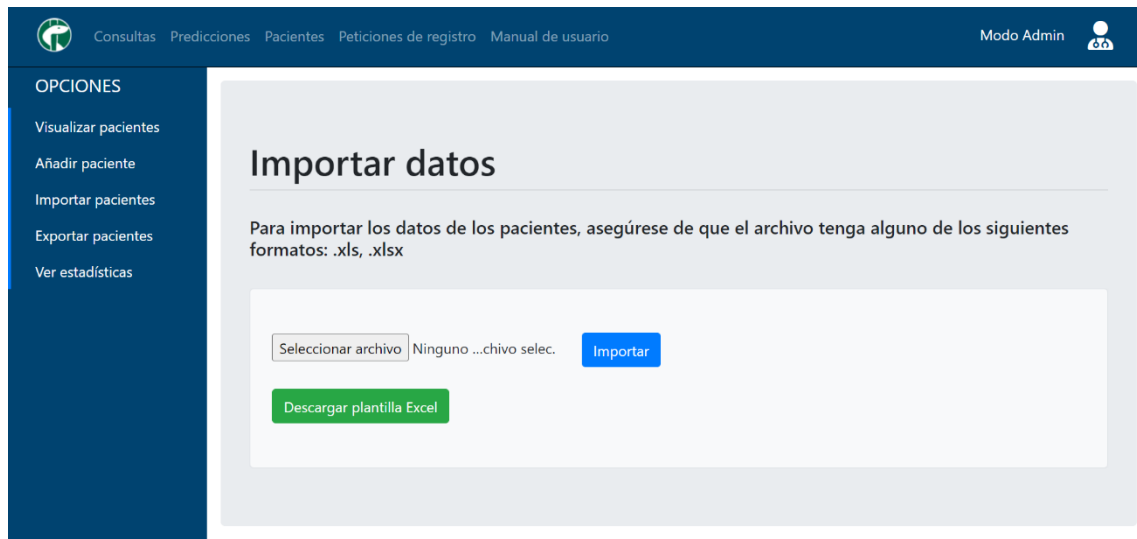 Consultas Predicciones Pacientes Peticiones de registro Manual de usuario Modo Admin
OPCIONES
Visualizar pacientes
Añadir paciente
Importar pacientes
Exportar pacientes
Ver estadísticas
Importar datos
Para importar los datos de los pacientes, asegúrese de que el archivo tenga alguno de los siguientes
formatos: .xls, .xlsx
Seleccionar archivo Ninguno ...chivo selec. Importar
Descargar plantilla Excel